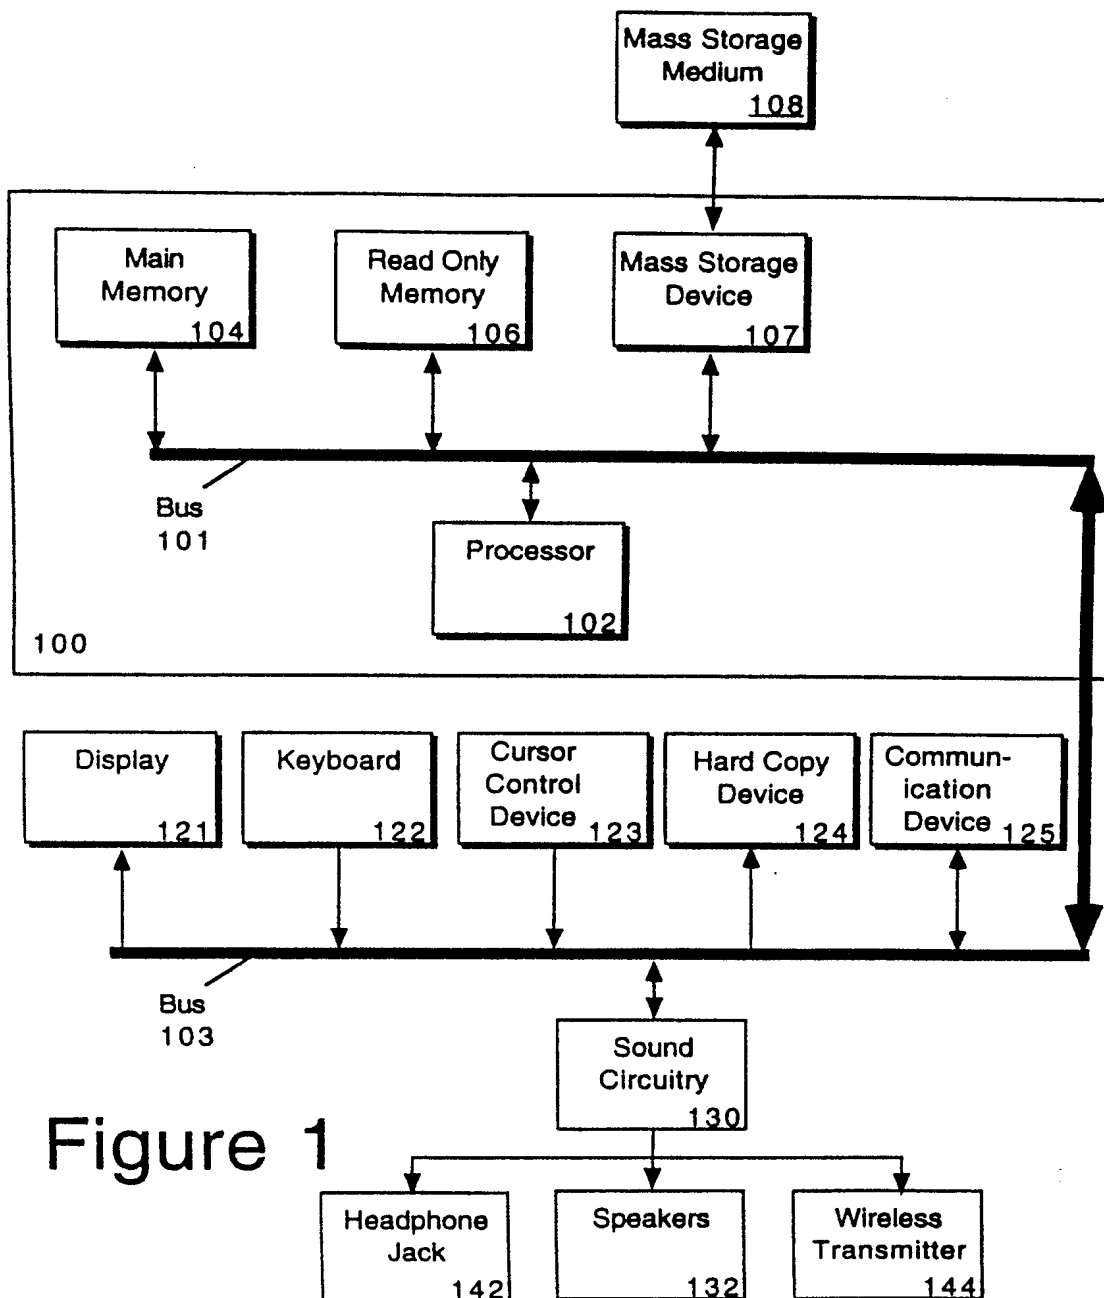 Mass Storage
Medium
108
Main
Memory
104
Read Only
Memory
106
Mass Storage
Device
107
Bus
101
Processor
102
100
Display
121
Keyboard
122
Cursor
Control
Device
123
Hard Copy
Device
124
Commun-
ication
Device
125
Bus
103
Sound
Circuitry
130
Figure 1
Headphone
Jack
142
Speakers
132
Wireless
Transmitter
144